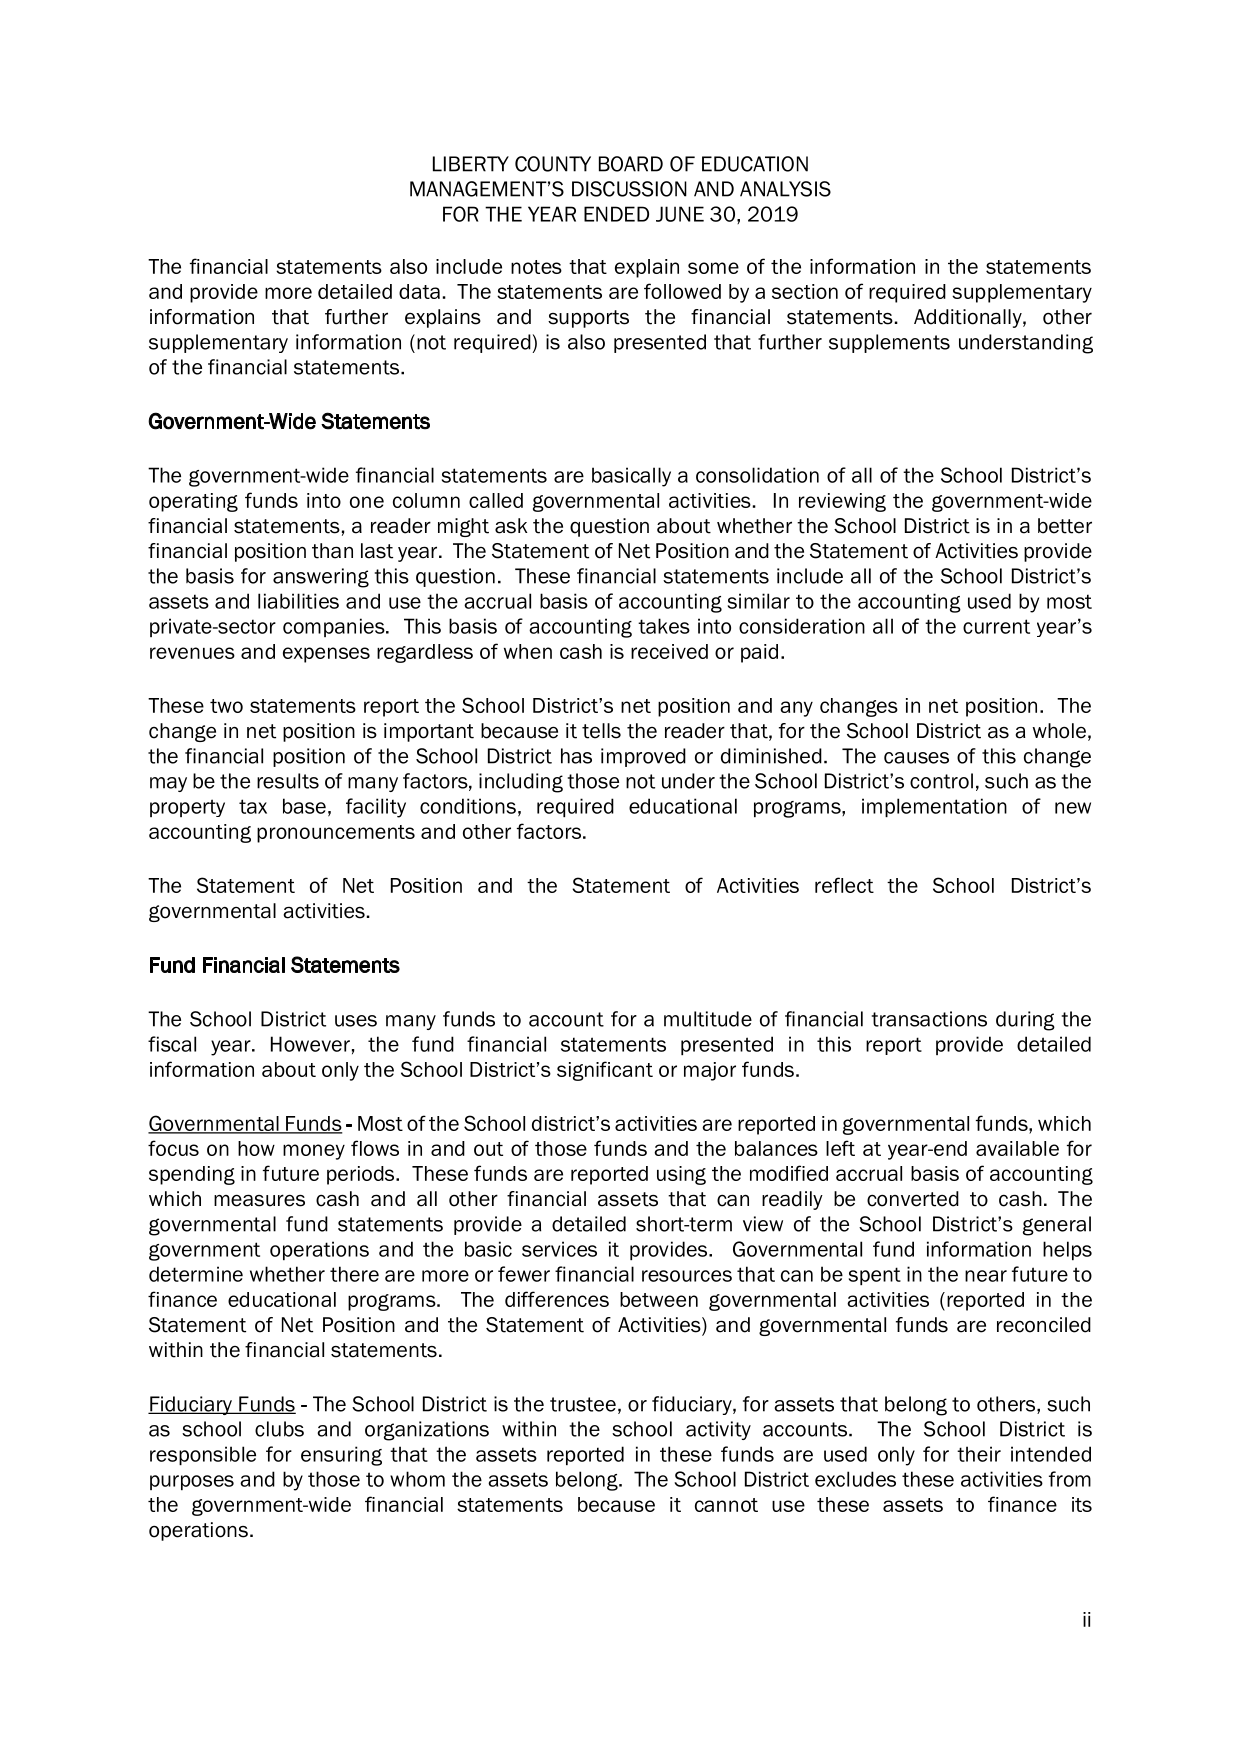 LIBERTY COUNTY BOARD OF EDUCATION
MANAGEMENT’S DISCUSSION AND ANALYSIS
FOR THE YEAR ENDED JUNE 30, 2019
The financial statements also include notes that explain some of the information in the statements
and provide more detailed data.  The statements are followed by a section of required supplementary
information that further explains and supports the financial statements. Additionally, other
supplementary information (not required) is also presented that further supplements understanding
of the financial statements.
Government-Wide Statements
The government-wide financial statements are basically a consolidation of all of the School District’s
operating funds into one column called governmental activities.  In reviewing the government-wide
financial statements, a reader might ask the question about whether the School District is in a better
financial position than last year.  The Statement of Net Position and the Statement of Activities provide
the basis for answering this question.  These financial statements include all of the School District’s
assets and liabilities and use the accrual basis of accounting similar to the accounting used by most
private-sector companies.  This basis of accounting takes into consideration all of the current year’s
revenues and expenses regardless of when cash is received or paid.
These two statements report the School District’s net position and any changes in net position.  The
change in net position is important because it tells the reader that, for the School District as a whole,
the financial position of the School District has improved or diminished.  The causes of this change
may be the results of many factors, including those not under the School District’s control, such as the
property tax base, facility conditions, required educational programs, implementation of new
accounting pronouncements and other factors.
The Statement of Net Position and the Statement of Activities reflect the School District’s
governmental activities.
Fund Financial Statements
The School District uses many funds to account for a multitude of financial transactions during the
fiscal year. However, the fund financial statements presented in this report provide detailed
information about only the School District’s significant or major funds.
Governmental Funds - Most of the School district’s activities are reported in governmental funds, which
focus on how money flows in and out of those funds and the balances left at year-end available for
spending in future periods.  These funds are reported using the modified accrual basis of accounting
which measures cash and all other financial assets that can readily be converted to cash. The
governmental fund statements provide a detailed short-term view of the School District’s general
government operations and the basic services it provides.  Governmental fund information helps
determine whether there are more or fewer financial resources that can be spent in the near future to
finance educational programs.  The differences between governmental activities (reported in the
Statement of Net Position and the Statement of Activities) and governmental funds are reconciled
within the financial statements.
Fiduciary Funds - The School District is the trustee, or fiduciary, for assets that belong to others, such
as school clubs and organizations within the school activity accounts.  The School District is
responsible for ensuring that the assets reported in these funds are used only for their intended
purposes and by those to whom the assets belong.  The School District excludes these activities from
the government-wide financial statements because it cannot use these assets to finance its
operations.
ii